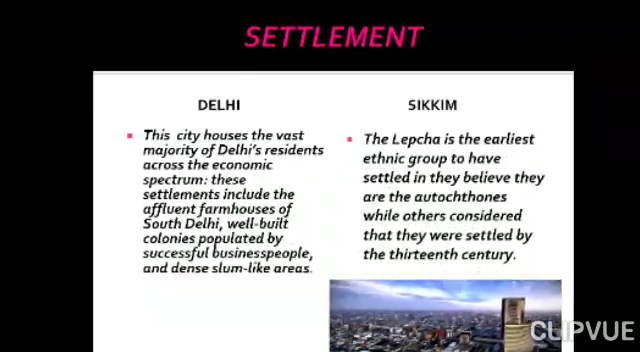 SETTLEMENT
DELHI
This city houses the vast
majority of Delhi's residents
across the economic
spectrum: these
settlements include the
affluent farmhouses of
South Delhi, well-built
colonies populated by
successful businesspeople,
and dense slum-like areas.
SIKKIM
The Lepcha is the earliest
ethnic group to have
settled in they believe they
are the autochthones
while others considered
that they were settled by
the thirteenth century.
CLIPVUE